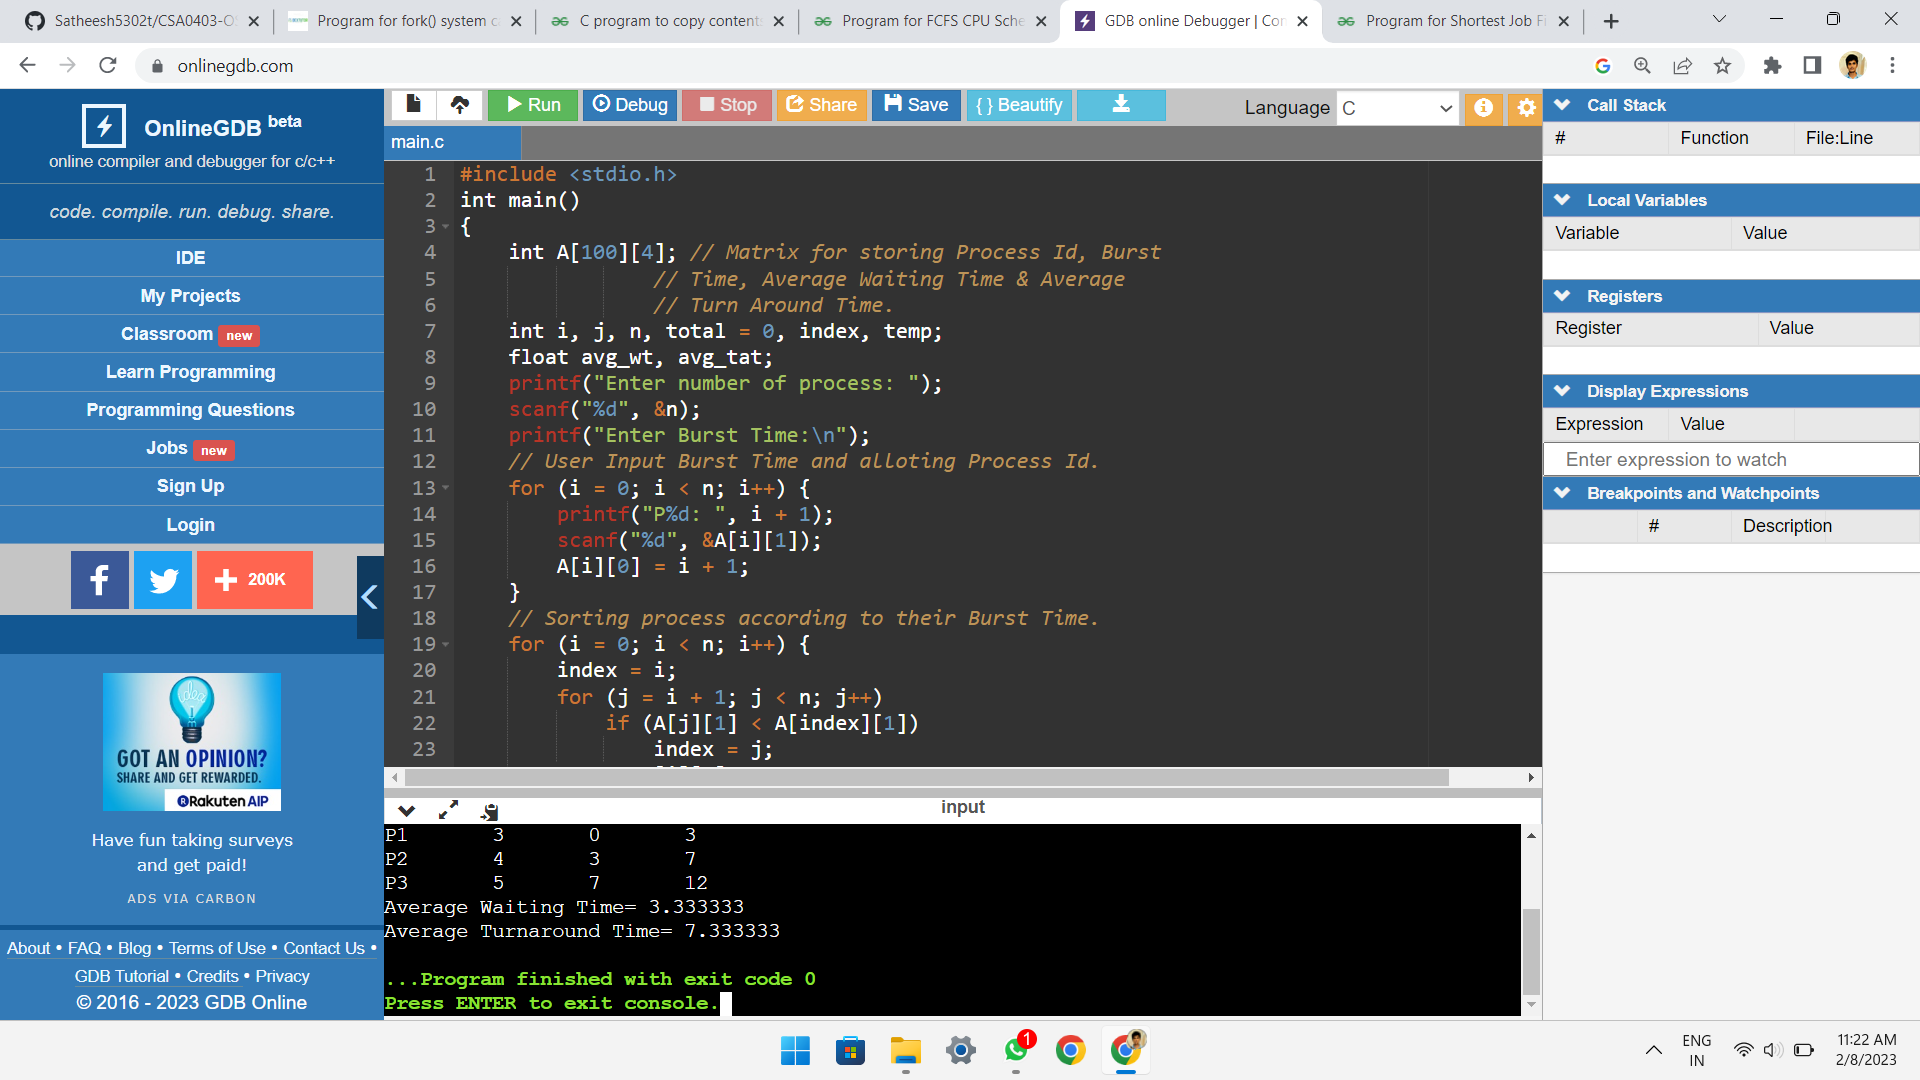 Satheesh5302t/CSA0403-O
Program for fork() system c
C program to copy content
Program for FCFS CPU Sche
GDB online Debugger | Co
Program for Shortest Job Fi
onlinegdb.com
OnlineGDB beta
online compiler and debugger for c/c++
code. compile. run. debug. share.
IDE
My Projects
Classroom new
Learn Programming
Programming Questions
Jobs new
Sign Up
Login
200K
idea
GOT AN OPINION?
SHARE AND GET REWARDED.
Rakuten AIP
Have fun taking surveys
and get paid!
ADS VIA CARBON
About • FAQ • Blog • Terms of Use • Contact Us •
GDB Tutorial • Credits • Privacy
© 2016 - 2023 GDB Online
Run Debug Stop Share Save { } Beautify Language C
main.c
1 #include <stdio.h>
2 int main()
3 {
4 int A[100][4]; // Matrix for storing Process Id, Burst
5 // Time, Average Waiting Time & Average
6 // Turn Around Time.
7 int i, j, n, total = 0, index, temp;
8 float avg_wt, avg_tat;
9 printf("Enter number of process: ");
10 scanf("%d", &n);
11 printf("Enter Burst Time:\n");
12 // User Input Burst Time and alloting Process Id.
13 for (i = 0; i < n; i++) {
14 printf("P%d: ", i + 1);
15 scanf("%d", &A[i][1]);
16 A[i][0] = i + 1;
17 }
18 // Sorting process according to their Burst Time.
19 for (i = 0; i < n; i++) {
20 index = i;
21 for (j = i + 1; j < n; j++)
22 if (A[j][1] < A[index][1])
23 index = j;
input
P1 3 0 3
P2 4 3 7
P3 5 7 12
Average Waiting Time= 3.333333
Average Turnaround Time= 7.333333
...Program finished with exit code 0
Press ENTER to exit console.
Call Stack
# Function File:Line
Local Variables
Variable Value
Registers
Register Value
Display Expressions
Expression Value
Enter expression to watch
Breakpoints and Watchpoints
# Description
1
ENG
IN
11:22 AM
2/8/2023